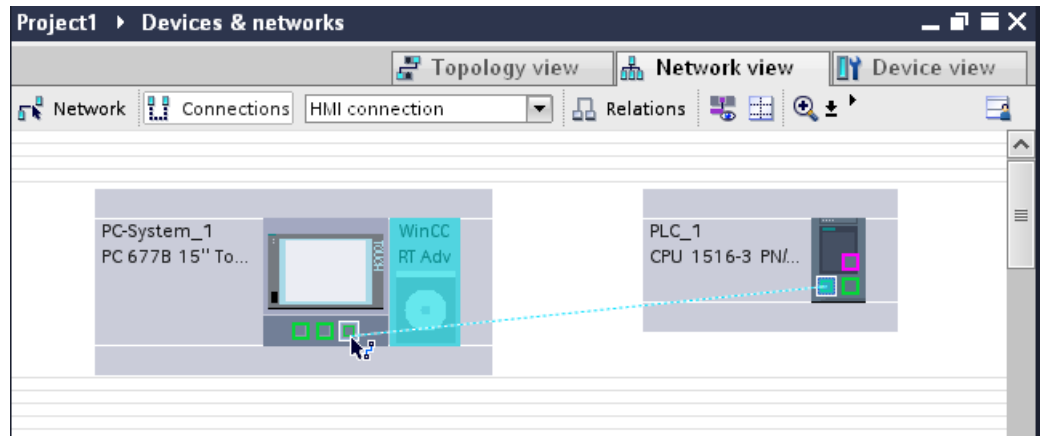 Project1 ▸ Devices & networks
Topology view
Network view
Device view
Network
Connections
HMI connection
Relations
PC-System_1
PC 677B 15'' To...
WinCC
RT Adv
TOUCH
PLC_1
CPU 1516-3 PN/...